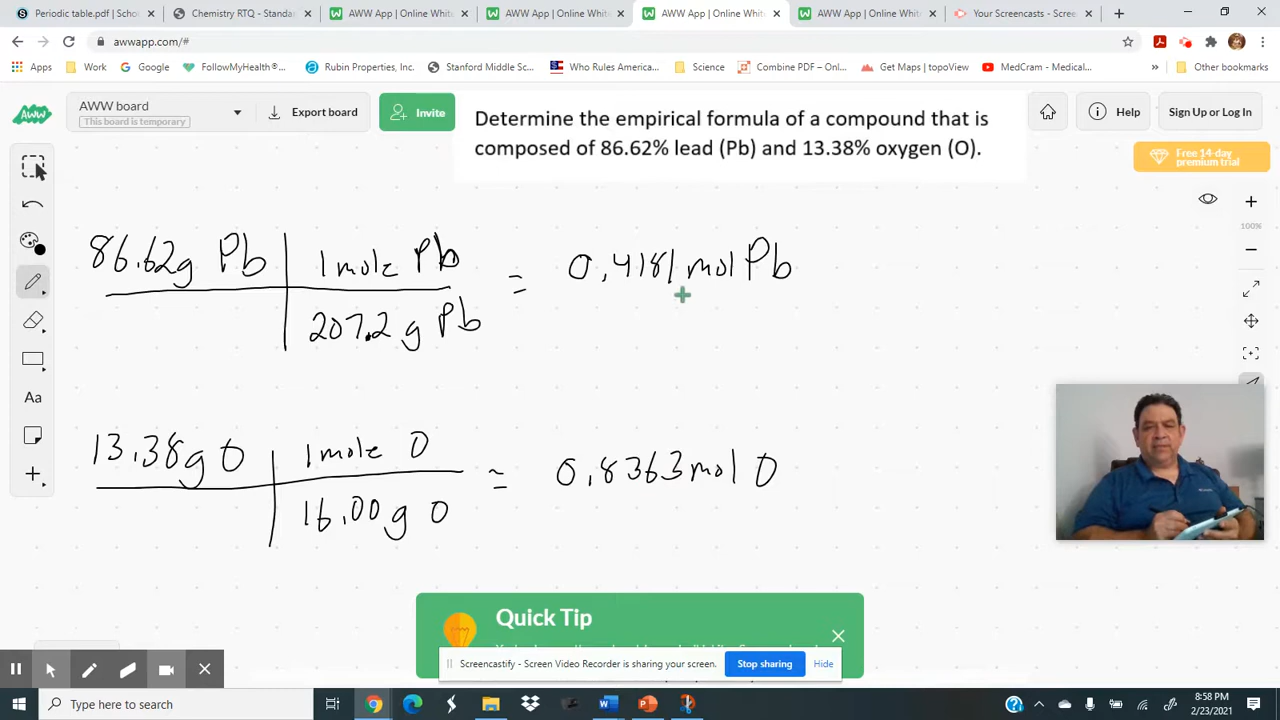 Periodic table.pdf | Scho
Chemistry RTQ - Standar
AWW App | Online White
AWW App | Online White
AWW App | Online White
AWW App | Online White
Your Screencasts - Scree
awwapp.com/#
Apps
Work
Google
FollowMyHealth®...
Rubin Properties, Inc.
Stanford Middle Sc...
Who Rules America...
Science
Combine PDF – Onli...
Get Maps | topoView
MedCram - Medical...
Other bookmarks
AWW
AWW board
This board is temporary
Export board
Invite
Determine the empirical formula of a compound that is
composed of 86.62% lead (Pb) and 13.38% oxygen (O).
Help
Sign Up or Log In
Free 14-day
premium trial
100%
Aa
86.62g Pb | 1 mole Pb = 0.4181 mol Pb
207.2 g Pb
13.38g O | 1 mole O = 0.8363 mol O
16.00 g O
Quick Tip
Screencastify - Screen Video Recorder is sharing your screen.
Stop sharing
Hide
Type here to search
8:58 PM
2/23/2021